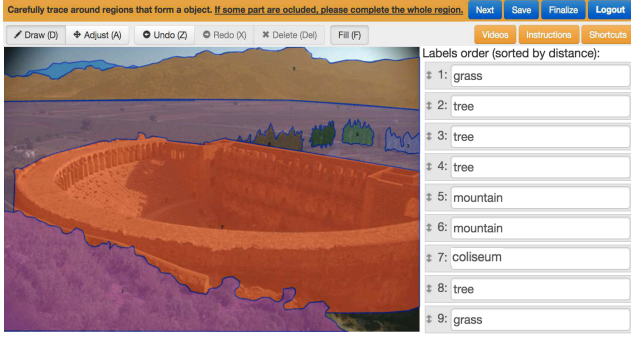 Carefully trace around regions that form a object. If some part are ocluded, please complete the whole region.
Next Save Finalize Logout
Draw (D) Adjust (A) Undo (Z) Redo (X) Delete (Del) Fill (F) Videos Instructions Shortcuts
Labels order (sorted by distance):
1: grass
2: tree
3: tree
4: tree
5: mountain
6: mountain
7: coliseum
8: tree
9: grass